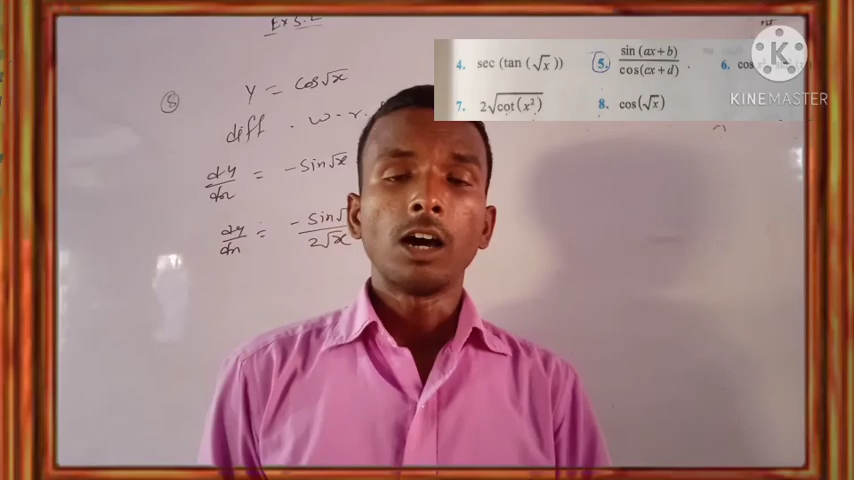 Ex 5.2
⑧ y = cos√x
diff . w.r.
dy/dx = -sin√x
dy/dx = -sin√ / 2√x
4. sec (tan (√x)) 5. sin (ax+b) / cos (cx+d) . 6. cos
7. 2√cot (x²) 8. cos (√x)
K
KINEMASTER